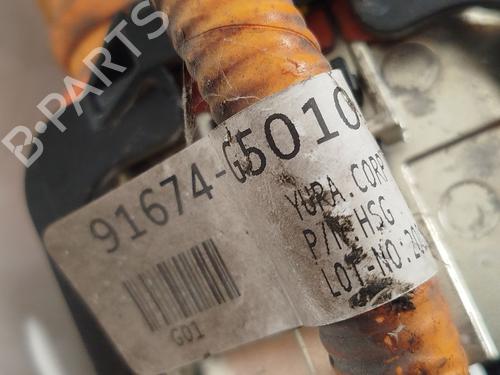 B-PARTS
91674-G5010
YURA.CORP
P/N:HSG
LOT-NO:20
G01